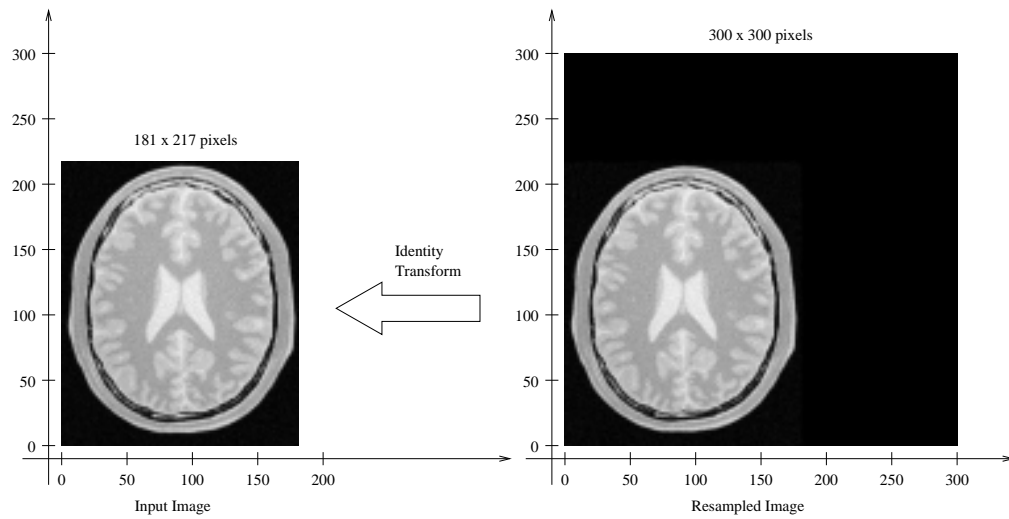 300 x 300 pixels
300
250
181 x 217 pixels
200
150
100
50
0
0 50 100 150 200
Input Image
Identity
Transform
300
250
200
150
100
50
0
0 50 100 150 200 250 300
Resampled Image